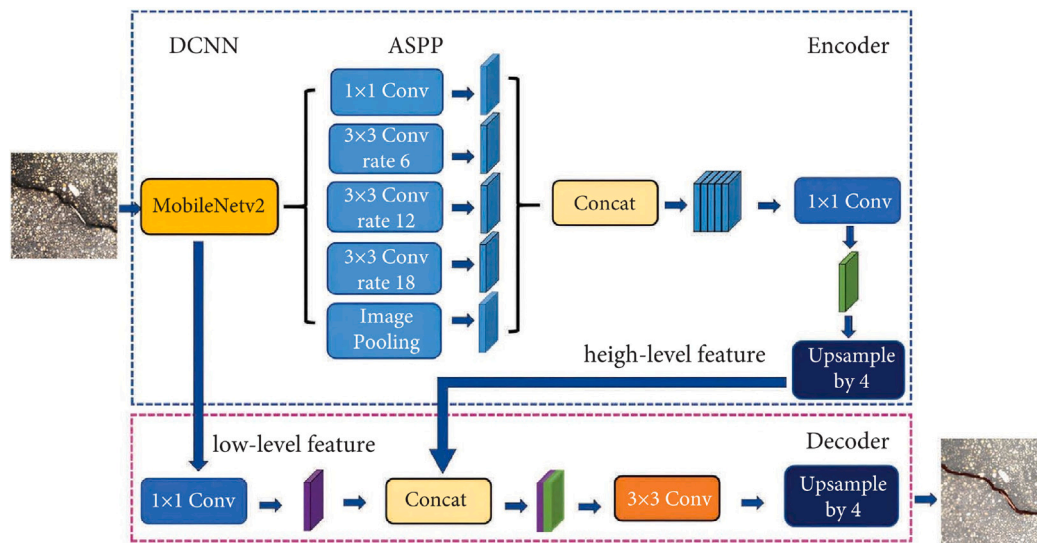 DCNN
ASPP
Encoder
1×1 Conv
3×3 Conv
rate 6
3×3 Conv
rate 12
3×3 Conv
rate 18
Image
Pooling
MobileNetv2
Concat
1×1 Conv
heigh-level feature
Upsample
by 4
low-level feature
Decoder
1×1 Conv
Concat
3×3 Conv
Upsample
by 4